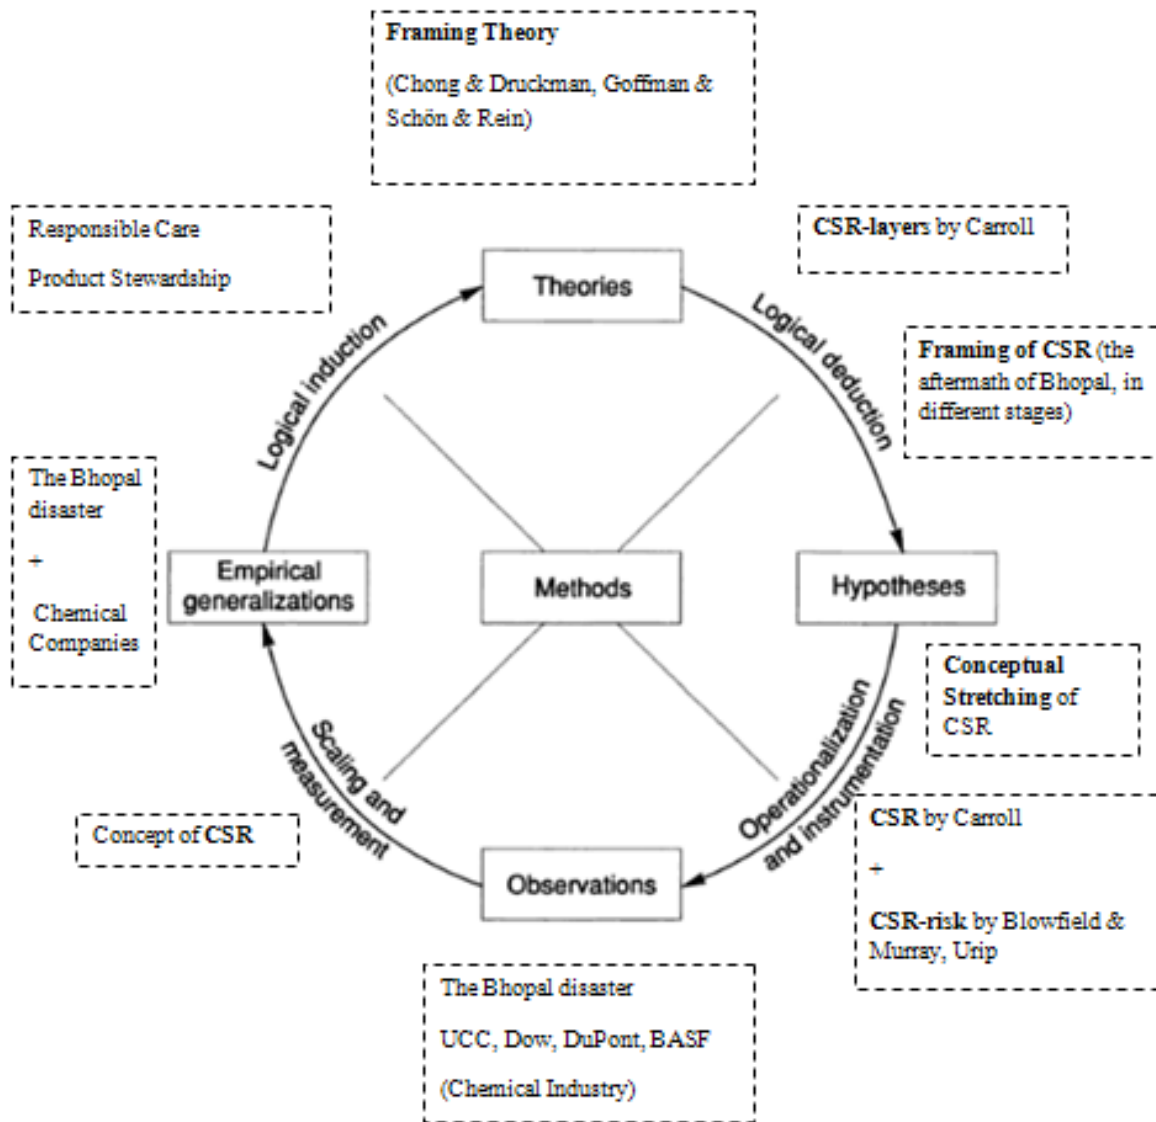 Framing Theory
(Chong & Druckman, Goffman &
Schön & Rein)
Responsible Care
Product Stewardship
CSR-layers by Carroll
Theories
Logical induction
Logical deduction
Framing of CSR (the
aftermath of Bhopal, in
different stages)
The Bhopal
disaster
+
Chemical
Companies
Empirical
generalizations
Methods
Hypotheses
Conceptual
Stretching of
CSR
Scaling and
measurement
Operationalization
and instrumentation
Concept of CSR
CSR by Carroll
+
CSR-risk by Blowfield &
Murray, Urip
Observations
The Bhopal disaster
UCC, Dow, DuPont, BASF
(Chemical Industry)